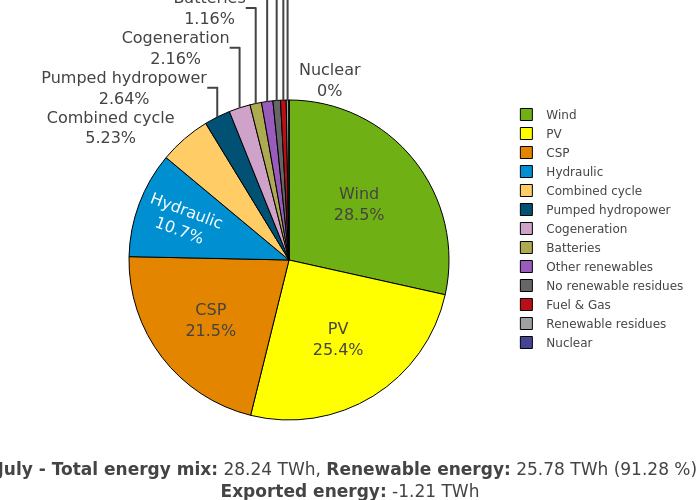 Batteries
1.16%
Cogeneration
2.16%
Pumped hydropower
2.64%
Combined cycle
5.23%
Nuclear
0%
Wind
28.5%
Hydraulic
10.7%
CSP
21.5%
PV
25.4%
Wind
PV
CSP
Hydraulic
Combined cycle
Pumped hydropower
Cogeneration
Batteries
Other renewables
No renewable residues
Fuel & Gas
Renewable residues
Nuclear
July - Total energy mix: 28.24 TWh, Renewable energy: 25.78 TWh (91.28 %)
Exported energy: -1.21 TWh